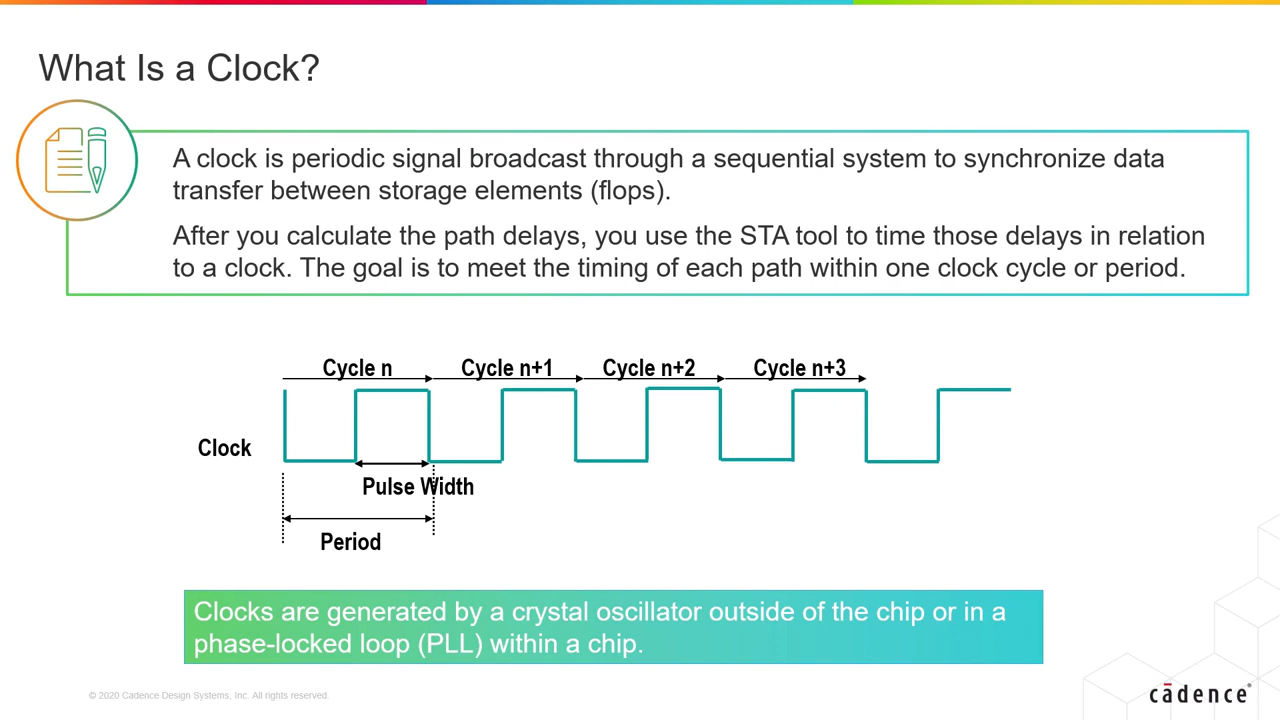 What Is a Clock?
A clock is periodic signal broadcast through a sequential system to synchronize data
transfer between storage elements (flops).
After you calculate the path delays, you use the STA tool to time those delays in relation
to a clock. The goal is to meet the timing of each path within one clock cycle or period.
Cycle n Cycle n+1 Cycle n+2 Cycle n+3
Clock
Pulse Width
Period
Clocks are generated by a crystal oscillator outside of the chip or in a
phase-locked loop (PLL) within a chip.
© 2020 Cadence Design Systems, Inc. All rights reserved.
cādence®